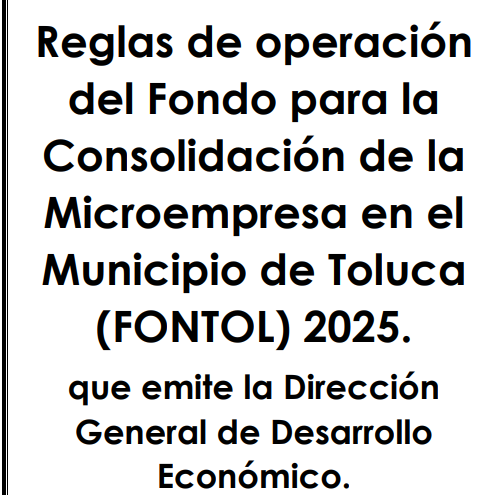 Reglas de operación
del Fondo para la
Consolidación de la
Microempresa en el
Municipio de Toluca
(FONTOL) 2025.
que emite la Dirección
General de Desarrollo
Económico.